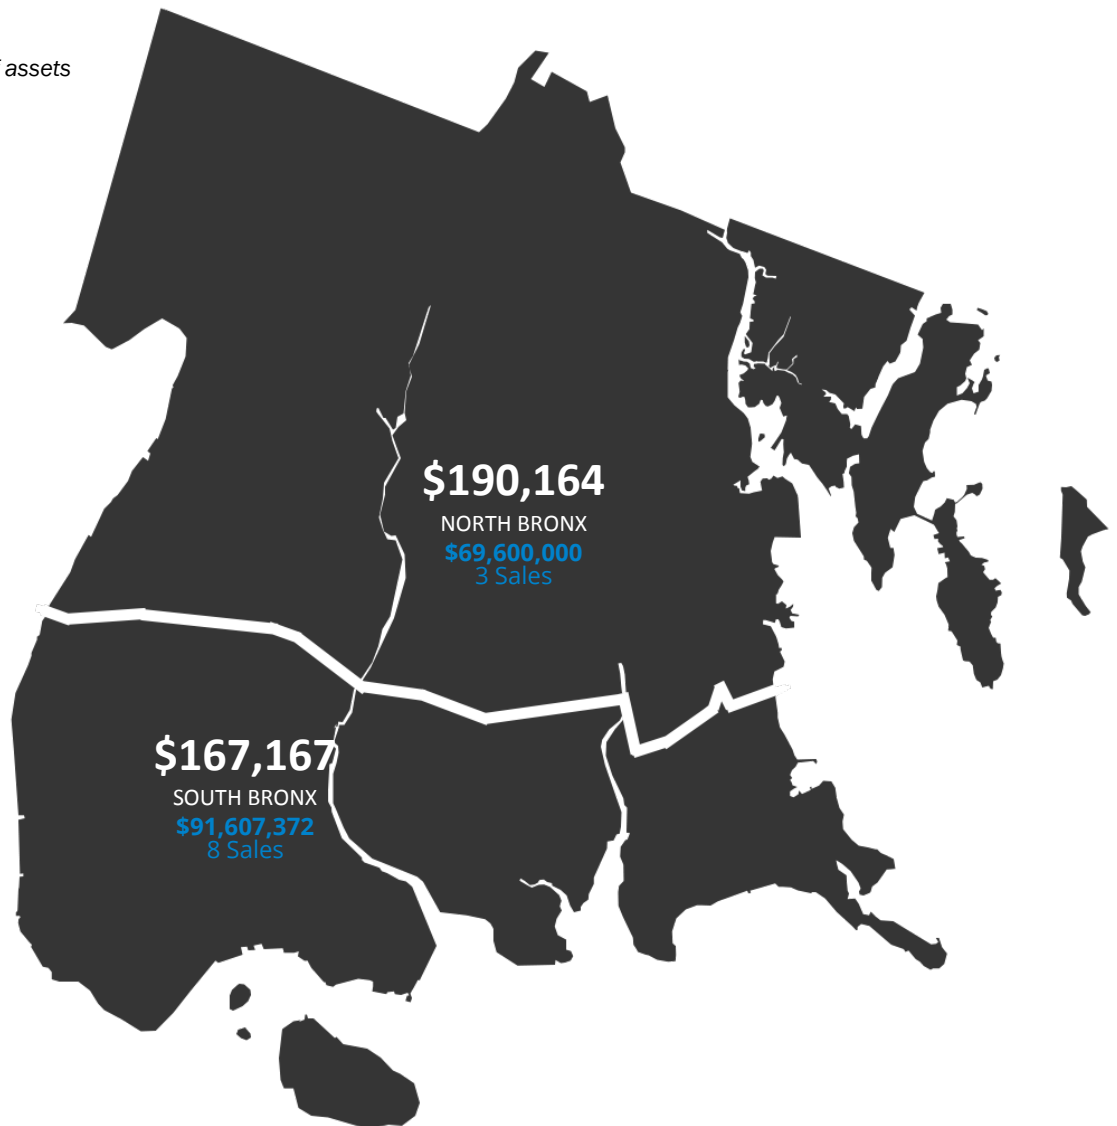 assets
$190,164
NORTH BRONX
$69,600,000
3 Sales
$167,167
SOUTH BRONX
$91,607,372
8 Sales